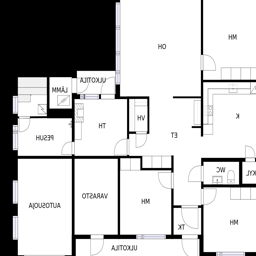 MH
OH
ULKOTILA
LÄMM
VH
K
TH
ET
PESUH
WC
KYL
VARASTO
AUTOSUOJA
MH
MH
TK
ULKOTILA